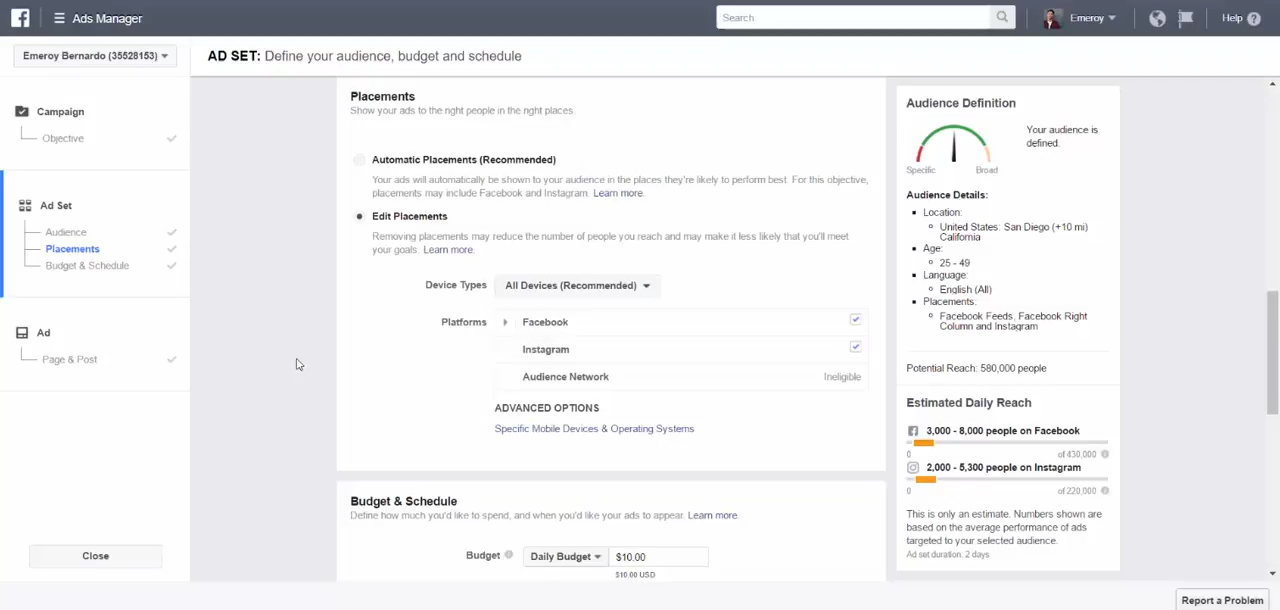 Ads Manager
Search
Emeroy
Help
Emeroy Bernardo (35528153)
AD SET: Define your audience, budget and schedule
Campaign
Objective
Ad Set
Audience
Placements
Budget & Schedule
Ad
Page & Post
Close
Placements
Show your ads to the right people in the right places.
Automatic Placements (Recommended)
Your ads will automatically be shown to your audience in the places they're likely to perform best. For this objective,
placements may include Facebook and Instagram. Learn more.
Edit Placements
Removing placements may reduce the number of people you reach and may make it less likely that you'll meet
your goals. Learn more.
Device Types All Devices (Recommended)
Platforms Facebook
Instagram
Audience Network Ineligible
ADVANCED OPTIONS
Specific Mobile Devices & Operating Systems
Budget & Schedule
Define how much you'd like to spend, and when you'd like your ads to appear. Learn more.
Budget Daily Budget $10.00
$10.00 USD
Audience Definition
Your audience is
defined.
Specific Broad
Audience Details:
Location:
United States: San Diego (+10 mi)
California
Age:
25 - 49
Language:
English (All)
Placements:
Facebook Feeds, Facebook Right
Column and Instagram
Potential Reach: 580,000 people
Estimated Daily Reach
3,000 - 8,000 people on Facebook
0 of 430,000
2,000 - 5,300 people on Instagram
0 of 220,000
This is only an estimate. Numbers shown are
based on the average performance of ads
targeted to your selected audience.
Ad set duration: 2 days
Report a Problem